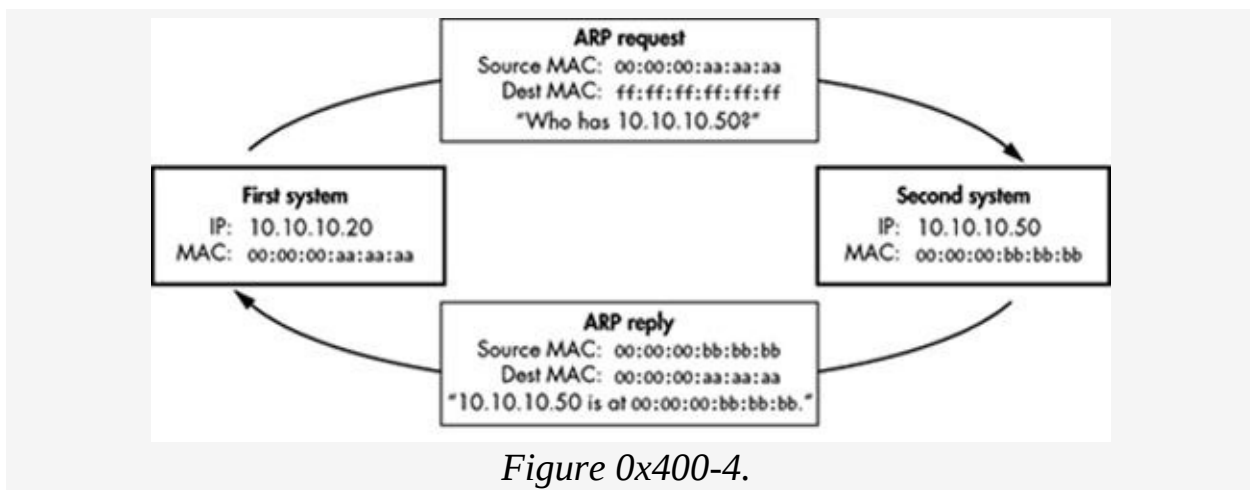 ARP request
Source MAC: 00:00:00:aa:aa:aa
Dest MAC: ff:ff:ff:ff:ff:ff
"Who has 10.10.10.50?"
First system
IP: 10.10.10.20
MAC: 00:00:00:aa:aa:aa
Second system
IP: 10.10.10.50
MAC: 00:00:00:bb:bb:bb
ARP reply
Source MAC: 00:00:00:bb:bb:bb
Dest MAC: 00:00:00:aa:aa:aa
"10.10.10.50 is at 00:00:00:bb:bb:bb."
Figure 0x400-4.